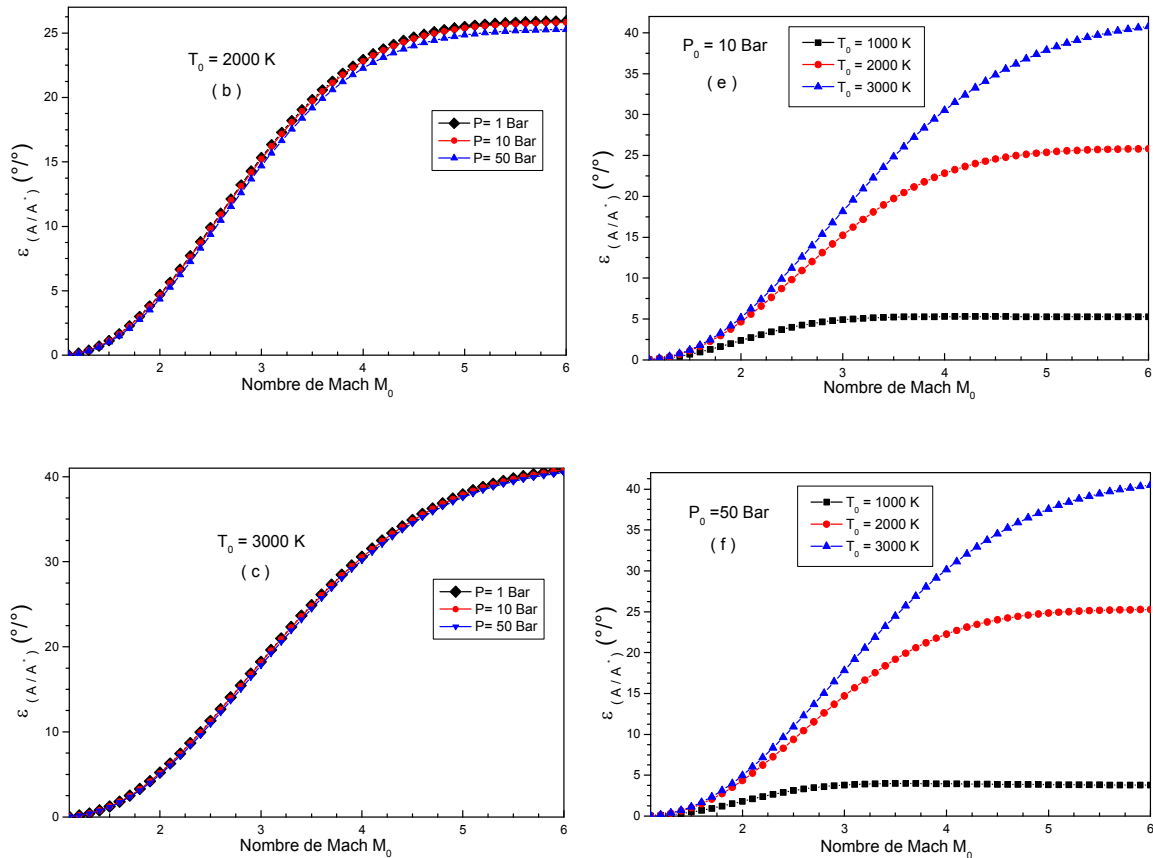 T₀ = 2000 K
( b )
P= 1 Bar
P= 10 Bar
P= 50 Bar
ε (A/A*) (°/°)
0
5
10
15
20
25
2
3
4
5
6
Nombre de Mach M₀
P₀ = 10 Bar
( e )
T₀ = 1000 K
T₀ = 2000 K
T₀ = 3000 K
ε (A/A*) (°/°)
0
5
10
15
20
25
30
35
40
2
3
4
5
6
Nombre de Mach M₀
T₀ = 3000 K
( c )
P= 1 Bar
P= 10 Bar
P= 50 Bar
ε (A/A*) (°/°)
0
10
20
30
40
2
3
4
5
6
Nombre de Mach M₀
P₀ =50 Bar
( f )
T₀ = 1000 K
T₀ = 2000 K
T₀ = 3000 K
ε (A/A*) (°/°)
0
5
10
15
20
25
30
35
40
2
3
4
5
6
Nombre de Mach M₀